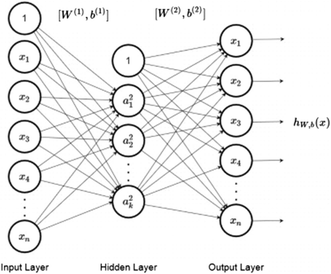 [W^{(1)}, b^{(1)}]
[W^{(2)}, b^{(2)}]
1
x_1
x_2
x_3
x_4
x_n
1
a_1^2
a_2^2
a_k^2
x_1
x_2
x_3
x_4
x_n
h_{W,b}(x)
Input Layer
Hidden Layer
Output Layer